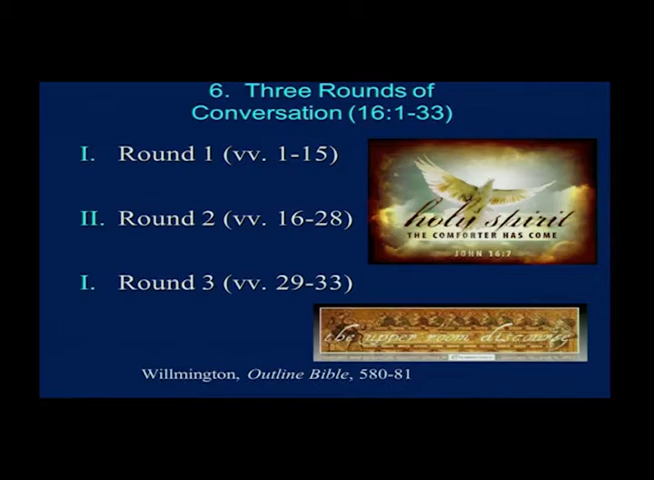 6. Three Rounds of
Conversation (16:1-33)
I. Round 1 (vv. 1-15)
II. Round 2 (vv. 16-28)
I. Round 3 (vv. 29-33)
holy spirit
THE COMFORTER HAS COME
JOHN 16:7
the upper room discourse
Willmington, Outline Bible, 580-81